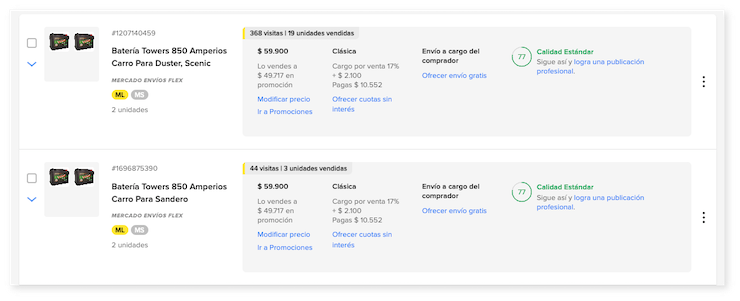 #1207140459
Batería Towers 850 Amperios
Carro Para Duster, Scenic
MERCADO ENVÍOS FLEX
ML MS
2 unidades
368 visitas | 19 unidades vendidas
$ 59.900
Lo vendes a
$ 49.717 en
promoción
Modificar precio
Ir a Promociones
Clásica
Cargo por venta 17%
+ $ 2.100
Pagas $ 10.552
Ofrecer cuotas sin
interés
Envío a cargo del
comprador
Ofrecer envío gratis
77
Calidad Estándar
Sigue así y logra una publicación
profesional.
#1696875390
Batería Towers 850 Amperios
Carro Para Sandero
MERCADO ENVÍOS FLEX
ML MS
2 unidades
44 visitas | 3 unidades vendidas
$ 59.900
Lo vendes a
$ 49.717 en
promoción
Modificar precio
Ir a Promociones
Clásica
Cargo por venta 17%
+ $ 2.100
Pagas $ 10.552
Ofrecer cuotas sin
interés
Envío a cargo del
comprador
Ofrecer envío gratis
77
Calidad Estándar
Sigue así y logra una publicación
profesional.